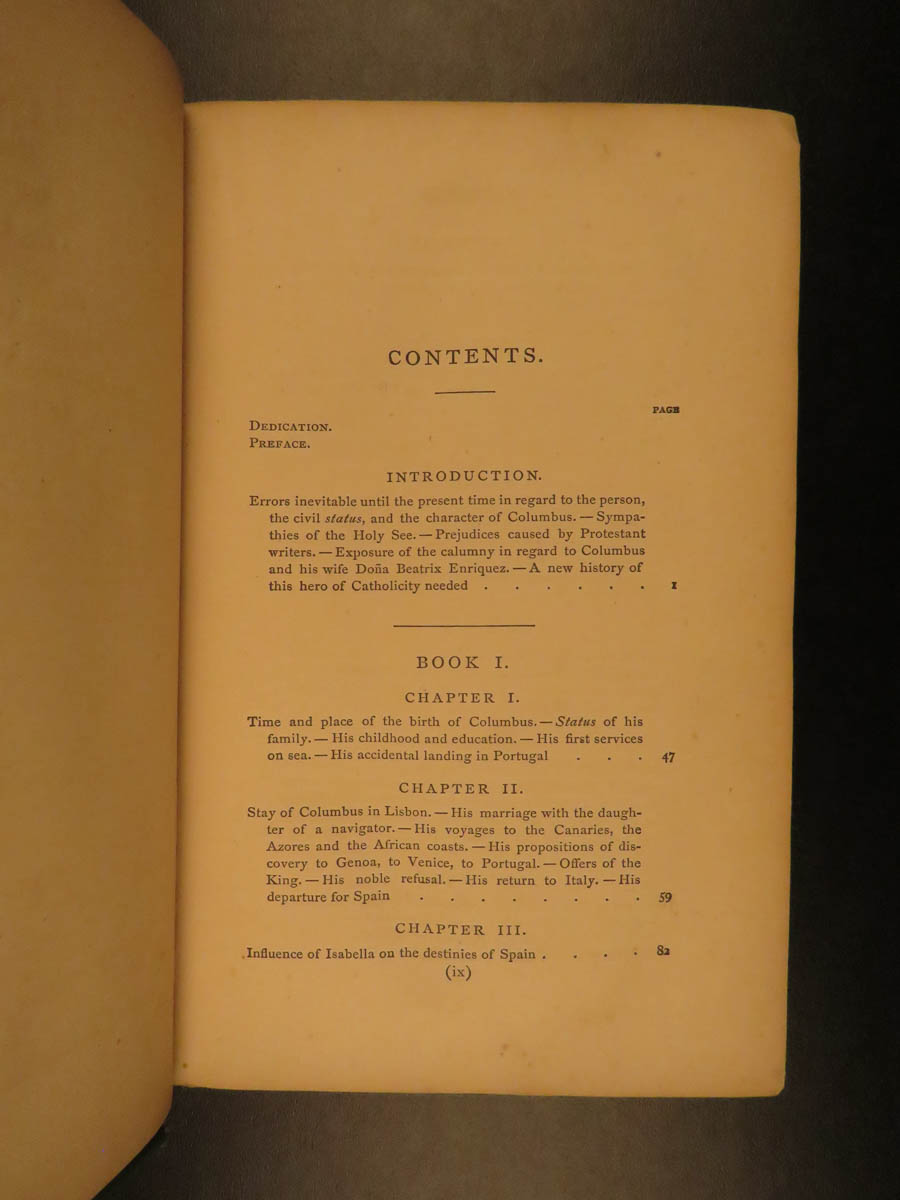 CONTENTS.
PAGE
DEDICATION.
PREFACE.
INTRODUCTION.
Errors inevitable until the present time in regard to the person,
the civil status, and the character of Columbus. — Sympa-
thies of the Holy See. — Prejudices caused by Protestant
writers. — Exposure of the calumny in regard to Columbus
and his wife Doña Beatrix Enriquez. — A new history of
this hero of Catholicity needed . . . . . . 1
BOOK I.
CHAPTER I.
Time and place of the birth of Columbus. — Status of his
family. — His childhood and education. — His first services
on sea. — His accidental landing in Portugal . . . 47
CHAPTER II.
Stay of Columbus in Lisbon. — His marriage with the daugh-
ter of a navigator. — His voyages to the Canaries, the
Azores and the African coasts. — His propositions of dis-
covery to Genoa, to Venice, to Portugal. — Offers of the
King. — His noble refusal. — His return to Italy. — His
departure for Spain . . . . . . . . 59
CHAPTER III.
Influence of Isabella on the destinies of Spain . . . . 82
(ix)